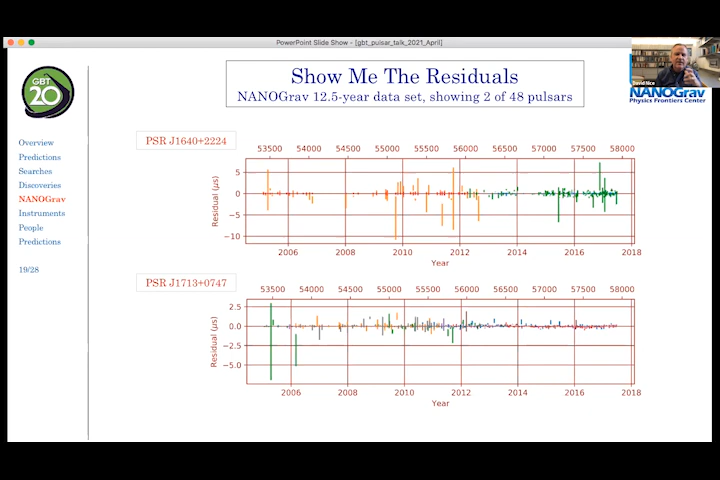 PowerPoint Slide Show - [gbt_pulsar_talk_2021_April]
GBT
20
Show Me The Residuals
NANOGrav 12.5-year data set, showing 2 of 48 pulsars
David Nice
NANOGrav
Physics Frontiers Center
Overview
Predictions
Searches
Discoveries
NANOGrav
Instruments
People
Predictions
19/28
PSR J1640+2224
53500 54000 54500 55000 55500 56000 56500 57000 57500 58000
5
0
−5
−10
Residual (μs)
2006 2008 2010 2012 2014 2016 2018
Year
PSR J1713+0747
53500 54000 54500 55000 55500 56000 56500 57000 57500 58000
2.5
0.0
−2.5
−5.0
Residual (μs)
2006 2008 2010 2012 2014 2016 2018
Year